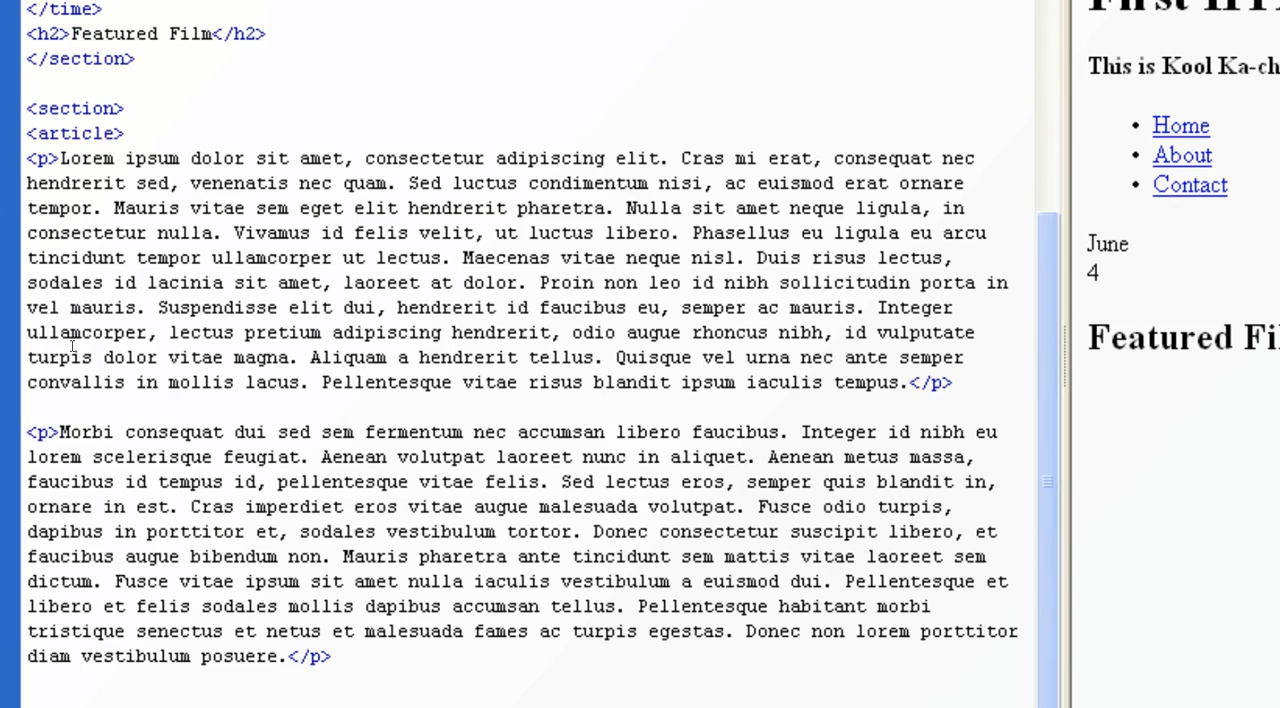 </time>
<h2>Featured Film</h2>
</section>
<section>
<article>
<p>Lorem ipsum dolor sit amet, consectetur adipiscing elit. Cras mi erat, consequat nec
hendrerit sed, venenatis nec quam. Sed luctus condimentum nisi, ac euismod erat ornare
tempor. Mauris vitae sem eget elit hendrerit pharetra. Nulla sit amet neque ligula, in
consectetur nulla. Vivamus id felis velit, ut luctus libero. Phasellus eu ligula eu arcu
tincidunt tempor ullamcorper ut lectus. Maecenas vitae neque nisl. Duis risus lectus,
sodales id lacinia sit amet, laoreet at dolor. Proin non leo id nibh sollicitudin porta in
vel mauris. Suspendisse elit dui, hendrerit id faucibus eu, semper ac mauris. Integer
ullamcorper, lectus pretium adipiscing hendrerit, odio augue rhoncus nibh, id vulputate
turpis dolor vitae magna. Aliquam a hendrerit tellus. Quisque vel urna nec ante semper
convallis in mollis lacus. Pellentesque vitae risus blandit ipsum iaculis tempus.</p>
<p>Morbi consequat dui sed sem fermentum nec accumsan libero faucibus. Integer id nibh eu
lorem scelerisque feugiat. Aenean volutpat laoreet nunc in aliquet. Aenean metus massa,
faucibus id tempus id, pellentesque vitae felis. Sed lectus eros, semper quis blandit in,
ornare in est. Cras imperdiet eros vitae augue malesuada volutpat. Fusce odio turpis,
dapibus in porttitor et, sodales vestibulum tortor. Donec consectetur suscipit libero, et
faucibus augue bibendum non. Mauris pharetra ante tincidunt sem mattis vitae laoreet sem
dictum. Fusce vitae ipsum sit amet nulla iaculis vestibulum a euismod dui. Pellentesque et
libero et felis sodales mollis dapibus accumsan tellus. Pellentesque habitant morbi
tristique senectus et netus et malesuada fames ac turpis egestas. Donec non lorem porttitor
diam vestibulum posuere.</p>
First
This is Kool Ka-ch
• Home
• About
• Contact
June
4
Featured Fi